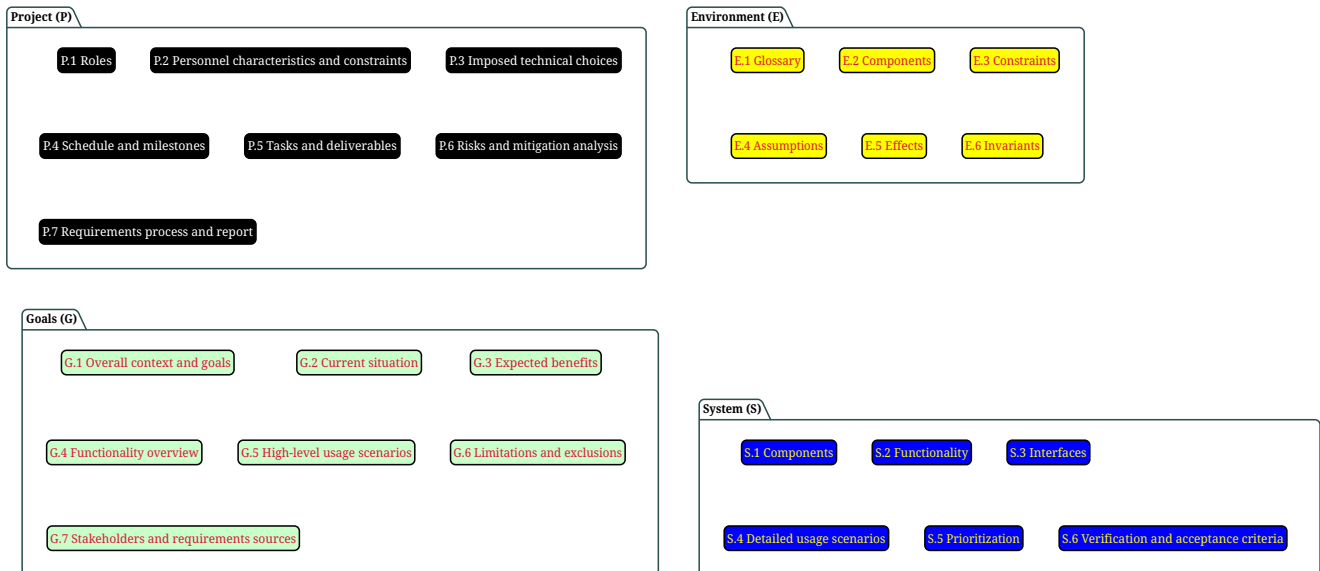 Project (P)
P.1 Roles
P.2 Personnel characteristics and constraints
P.3 Imposed technical choices
P.4 Schedule and milestones
P.5 Tasks and deliverables
P.6 Risks and mitigation analysis
P.7 Requirements process and report
Environment (E)
E.1 Glossary
E.2 Components
E.3 Constraints
E.4 Assumptions
E.5 Effects
E.6 Invariants
Goals (G)
G.1 Overall context and goals
G.2 Current situation
G.3 Expected benefits
G.4 Functionality overview
G.5 High-level usage scenarios
G.6 Limitations and exclusions
G.7 Stakeholders and requirements sources
System (S)
S.1 Components
S.2 Functionality
S.3 Interfaces
S.4 Detailed usage scenarios
S.5 Prioritization
S.6 Verification and acceptance criteria